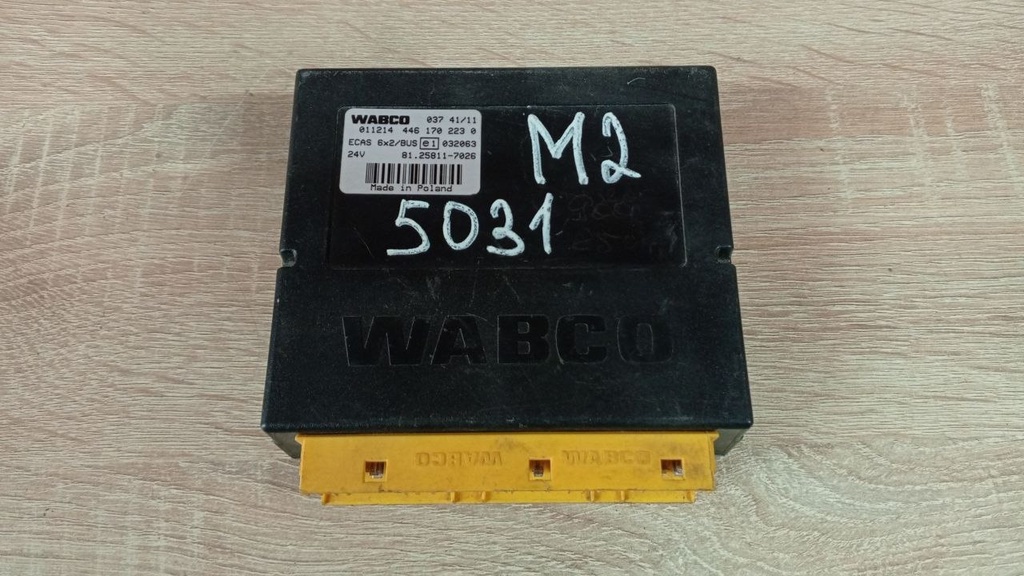 WABCO 037 41/11
011214 446 170 223 0
ECAS 6x2/BUS e1 032063
24V 81.25811-7026
Made in Poland
M2
5031
WABCO
WABCO WABCO